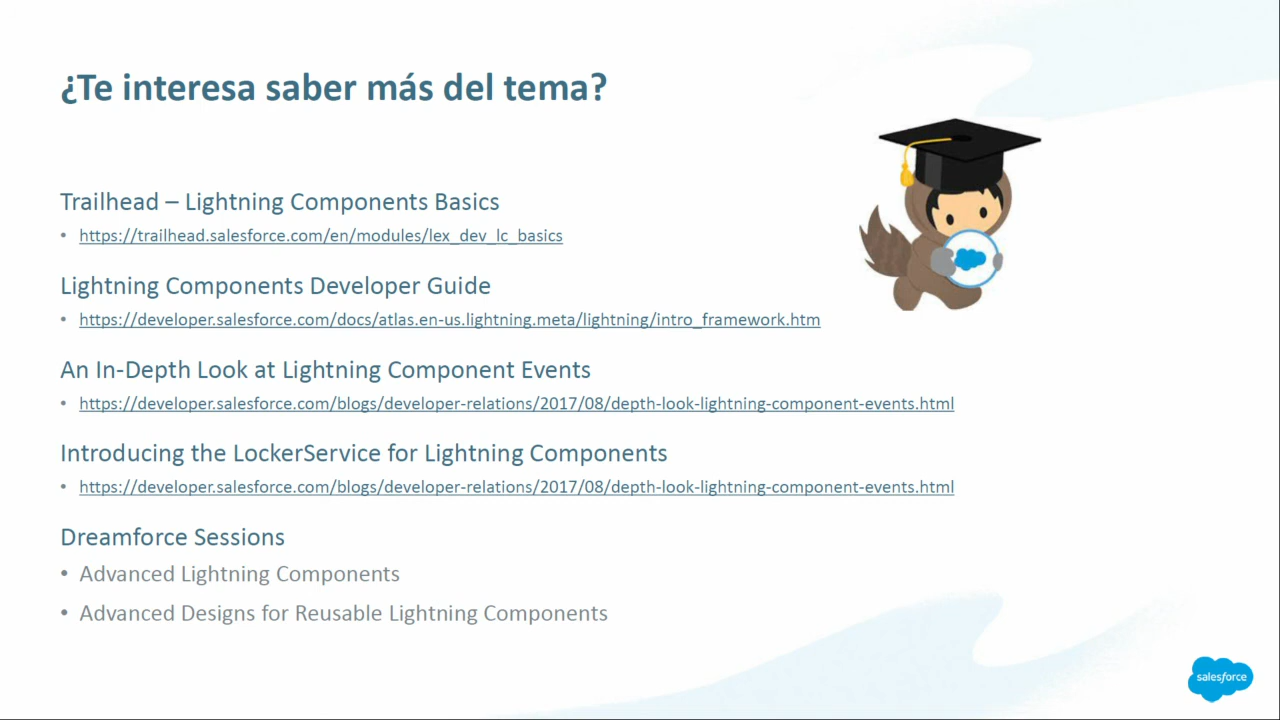 ¿Te interesa saber más del tema?
Trailhead – Lightning Components Basics
• https://trailhead.salesforce.com/en/modules/lex_dev_lc_basics
Lightning Components Developer Guide
• https://developer.salesforce.com/docs/atlas.en-us.lightning.meta/lightning/intro_framework.htm
An In-Depth Look at Lightning Component Events
• https://developer.salesforce.com/blogs/developer-relations/2017/08/depth-look-lightning-component-events.html
Introducing the LockerService for Lightning Components
• https://developer.salesforce.com/blogs/developer-relations/2017/08/depth-look-lightning-component-events.html
Dreamforce Sessions
• Advanced Lightning Components
• Advanced Designs for Reusable Lightning Components
salesforce